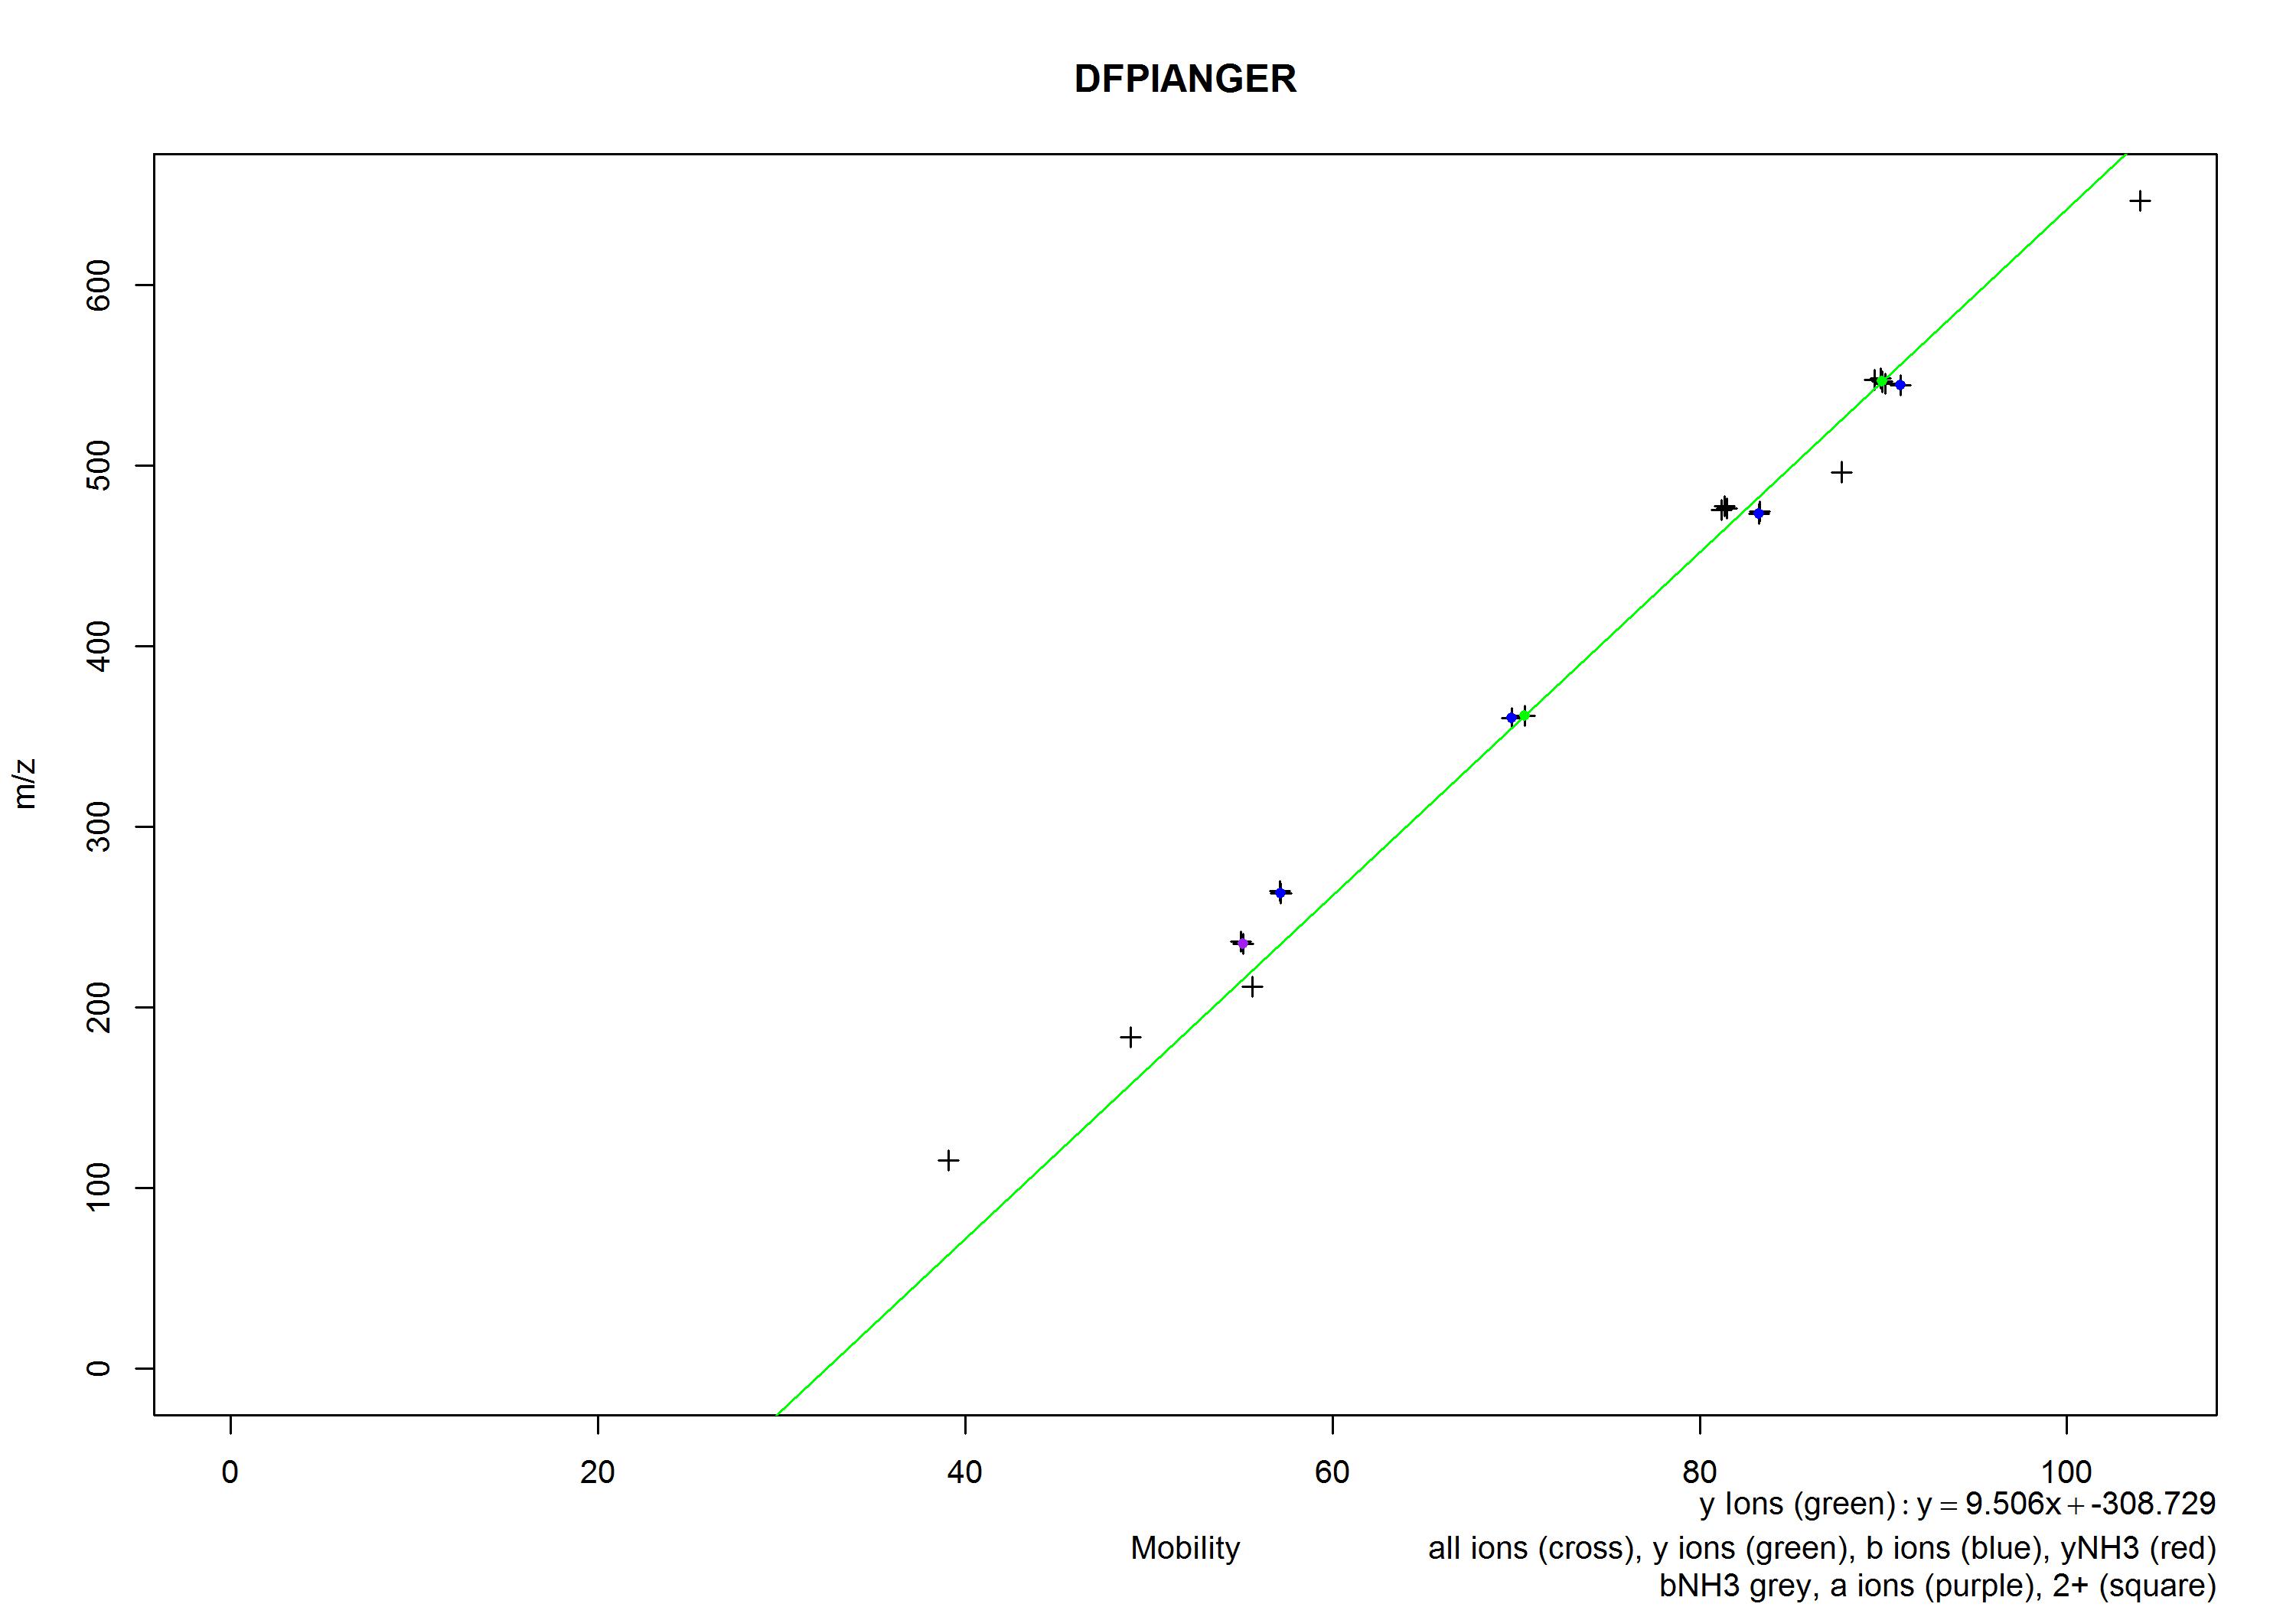 DFPIANGER
600
500
400
300
200
100
0
m/z
0 20 40 60 80 100
y Ions (green) : y = 9.506x + -308.729
Mobility all ions (cross), y ions (green), b ions (blue), yNH3 (red)
bNH3 grey, a ions (purple), 2+ (square)